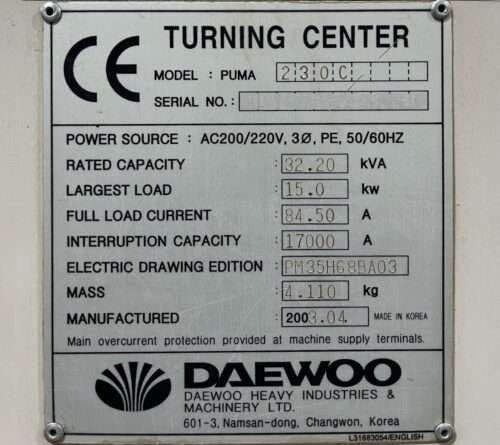 CE
TURNING CENTER
MODEL : PUMA 230C
SERIAL NO. :
POWER SOURCE : AC200/220V, 3Ø, PE, 50/60HZ
RATED CAPACITY : 32.20 kVA
LARGEST LOAD : 15.0 kw
FULL LOAD CURRENT : 84.50 A
INTERRUPTION CAPACITY : 17000 A
ELECTRIC DRAWING EDITION : PM35H68BA03
MASS : 4.110 kg
MANUFACTURED : 2003.04 MADE IN KOREA
Main overcurrent protection provided at machine supply terminals.
DAEWOO
DAEWOO HEAVY INDUSTRIES &
MACHINERY LTD.
601-3, Namsan-dong, Changwon, Korea
L31683054/ENGLISH